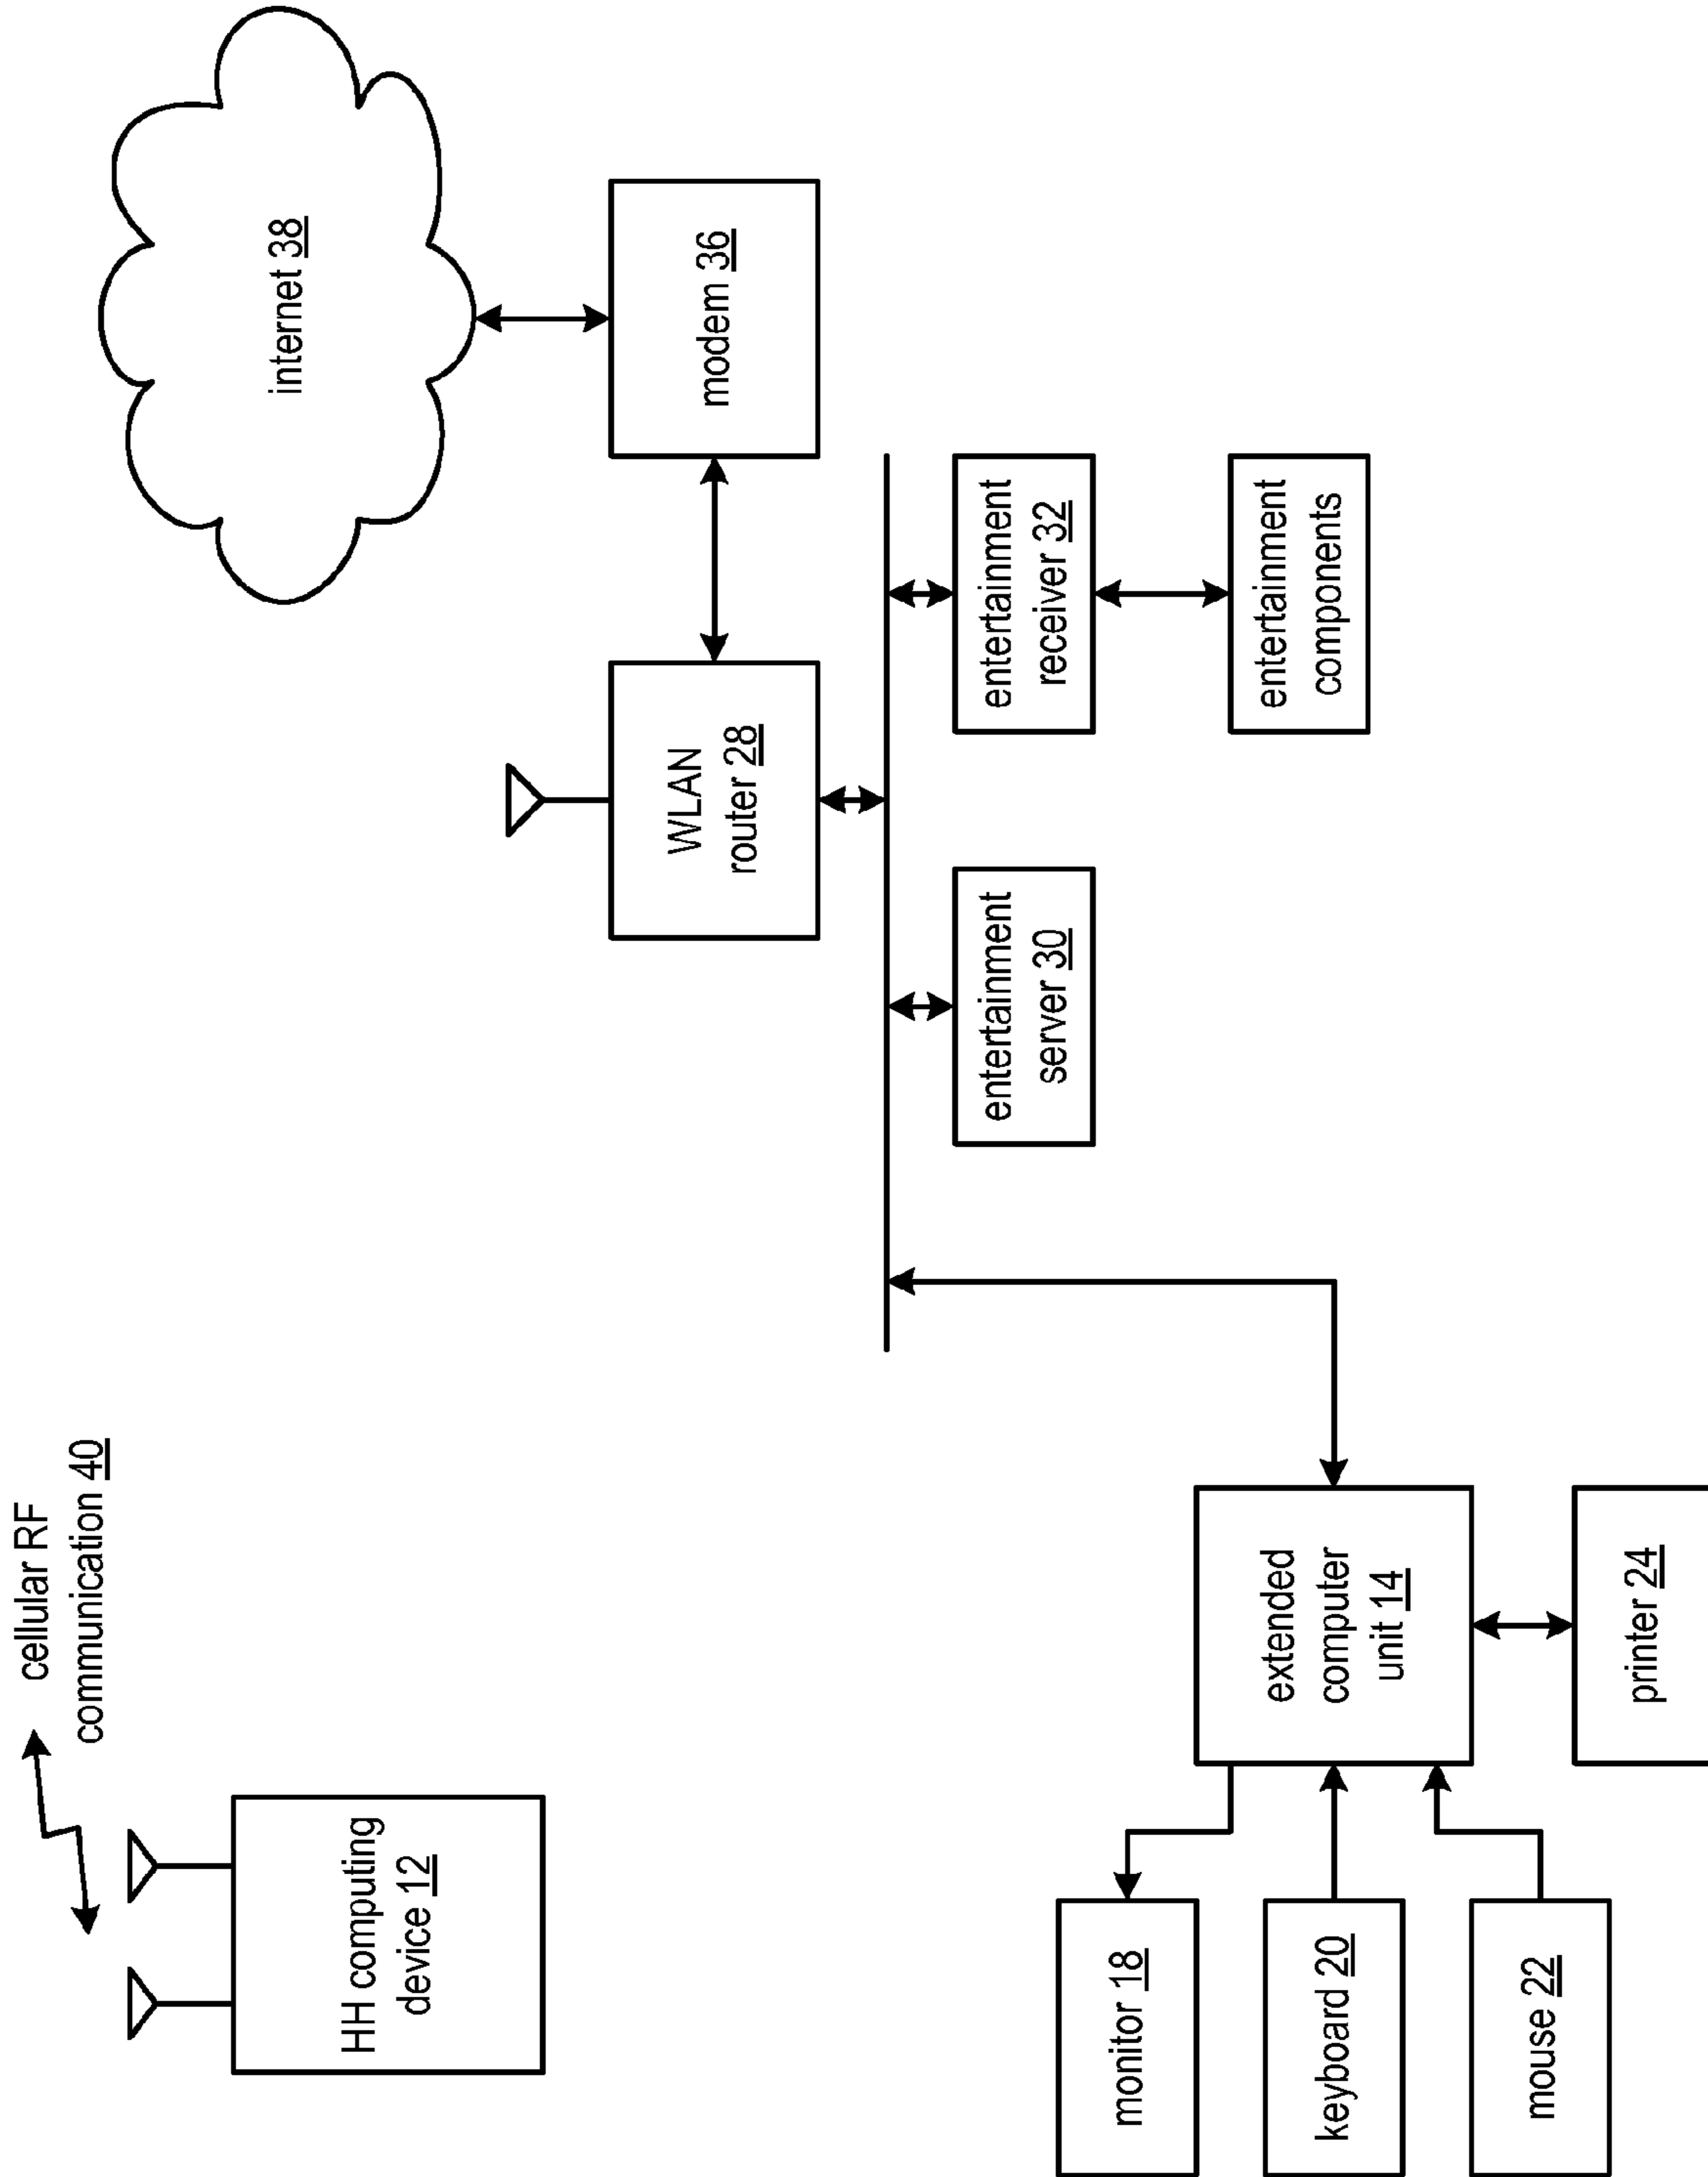 cellular RF
communication 40
HH computing
device 12
internet 38
WLAN
router 28
modem 36
entertainment
server 30
entertainment
receiver 32
entertainment
components
extended
computer
unit 14
monitor 18
keyboard 20
mouse 22
printer 24